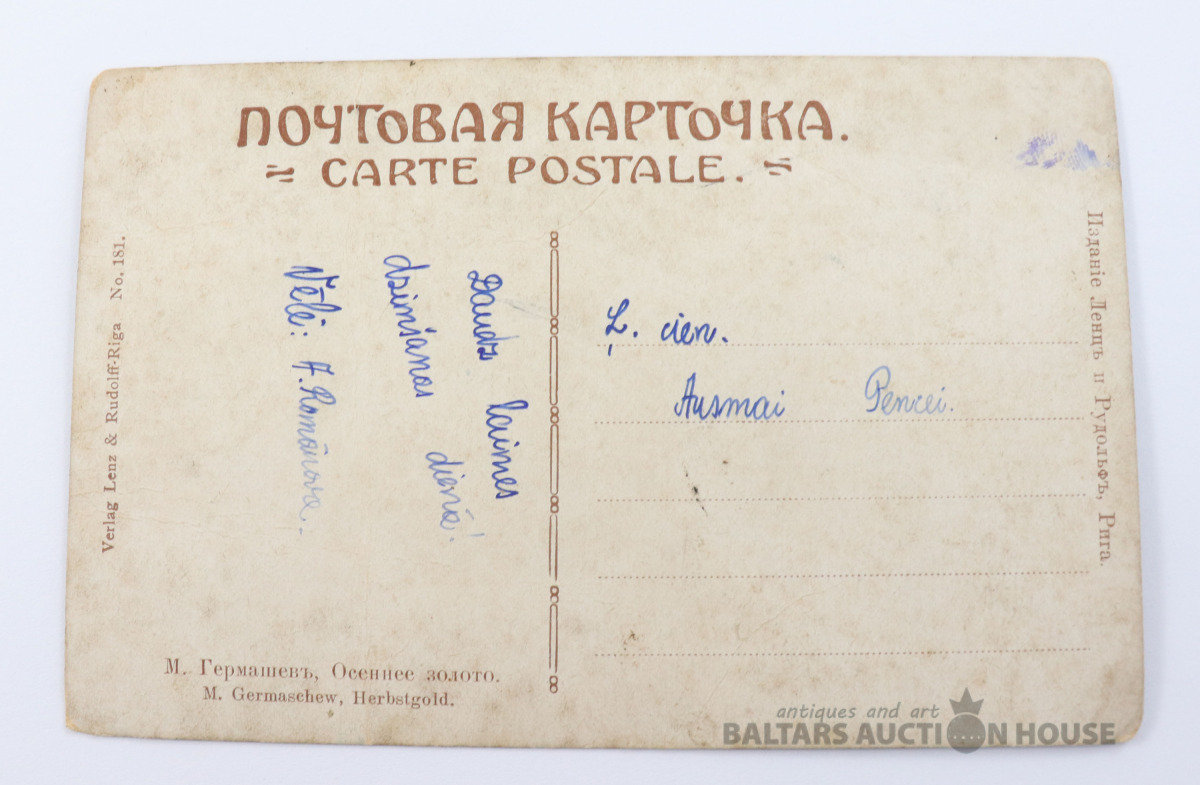 ПОЧТОВАЯ КАРТОЧКА.
CARTE POSTALE.
Verlag Lenz & Rudolff-Riga No. 181.
Daudz laimes
dzimšanas dienā!
Vēlē: A. Romānova.
Ļ. cien.
Ausmai Pencei.
Изданіе Ленцъ и Рудольфъ, Рига.
М. Гермашевъ, Осеннее золото.
M. Germaschew, Herbstgold.
antiques and art
BALTARS AUCTION HOUSE